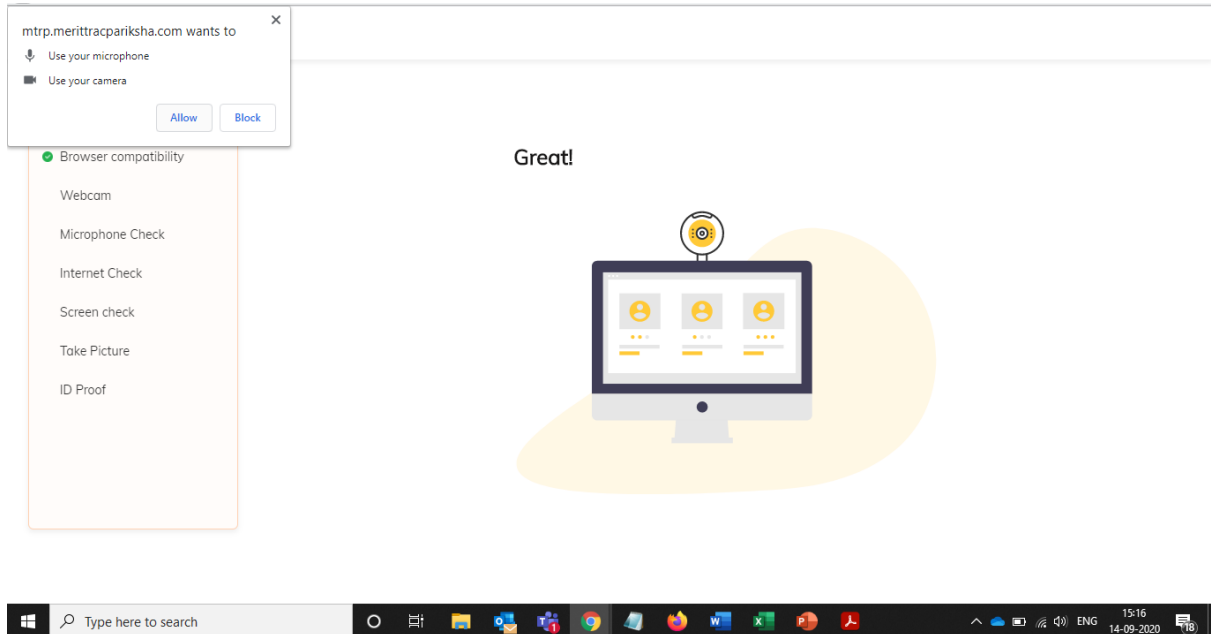 mtrp.merittracpariksha.com wants to
Use your microphone
Use your camera
Allow Block
Browser compatibility
Webcam
Microphone Check
Internet Check
Screen check
Take Picture
ID Proof
Great!
Type here to search
ENG
15:16
14-09-2020
18